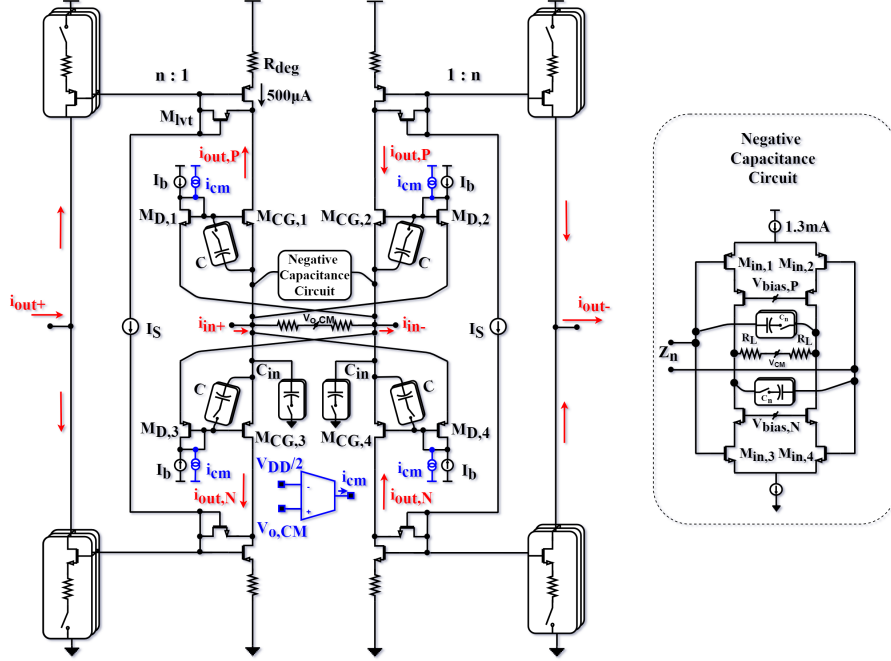 n : 1
R_deg
1 : n
500μA
M_lvt
i_out,P
i_out,P
I_b
i_cm
i_cm
I_b
M_D,1
M_CG,1
M_CG,2
M_D,2
C
C
Negative
Capacitance
Circuit
i_out+
I_S
i_in+
V_O,CM
i_in-
I_S
i_out-
C_in
C_in
C
C
M_D,3
M_CG,3
M_CG,4
M_D,4
I_b
i_cm
V_DD/2
i_cm
i_cm
I_b
i_out,N
-
+
i_out,N
V_o,CM
Negative
Capacitance
Circuit
1.3mA
M_in,1
M_in,2
V_bias,P
C_n
R_L
R_L
Z_n
V_CM
C_n
V_bias,N
M_in,3
M_in,4